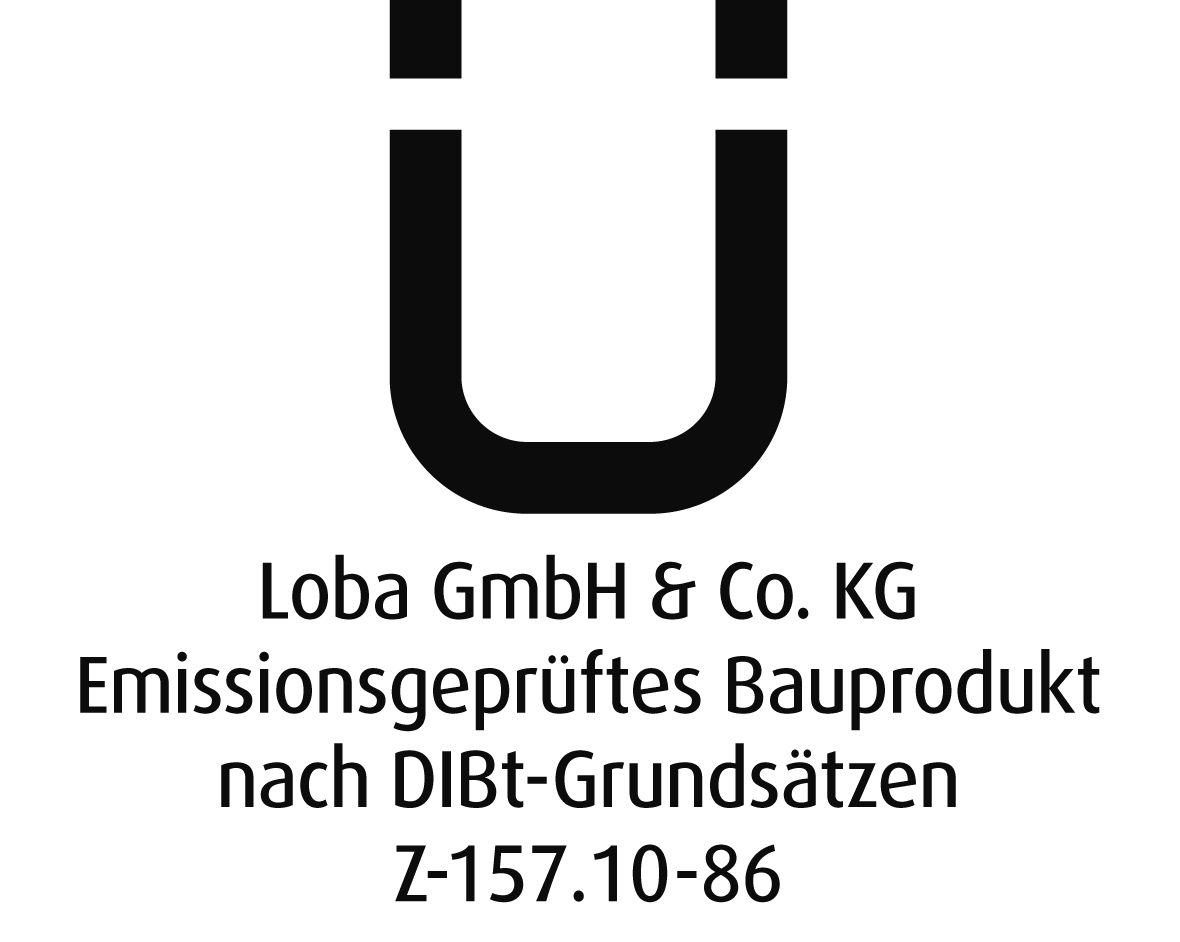 Ü
Loba GmbH & Co. KG
Emissionsgeprüftes Bauprodukt
nach DIBt-Grundsätzen
Z-157.10-86